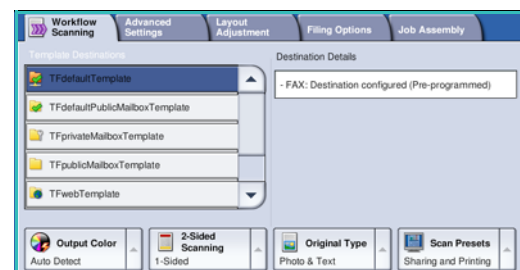 Workflow
Scanning
Advanced
Settings
Layout
Adjustment
Filing Options
Job Assembly
Template Destinations
Destination Details
TFdefaultTemplate
- FAX: Destination configured (Pre-programmed)
TFdefaultPublicMailboxTemplate
TFprivateMailboxTemplate
TFpublicMailboxTemplate
TFwebTemplate
Output Color
Auto Detect
2-Sided
Scanning
1-Sided
Original Type
Photo & Text
Scan Presets
Sharing and Printing